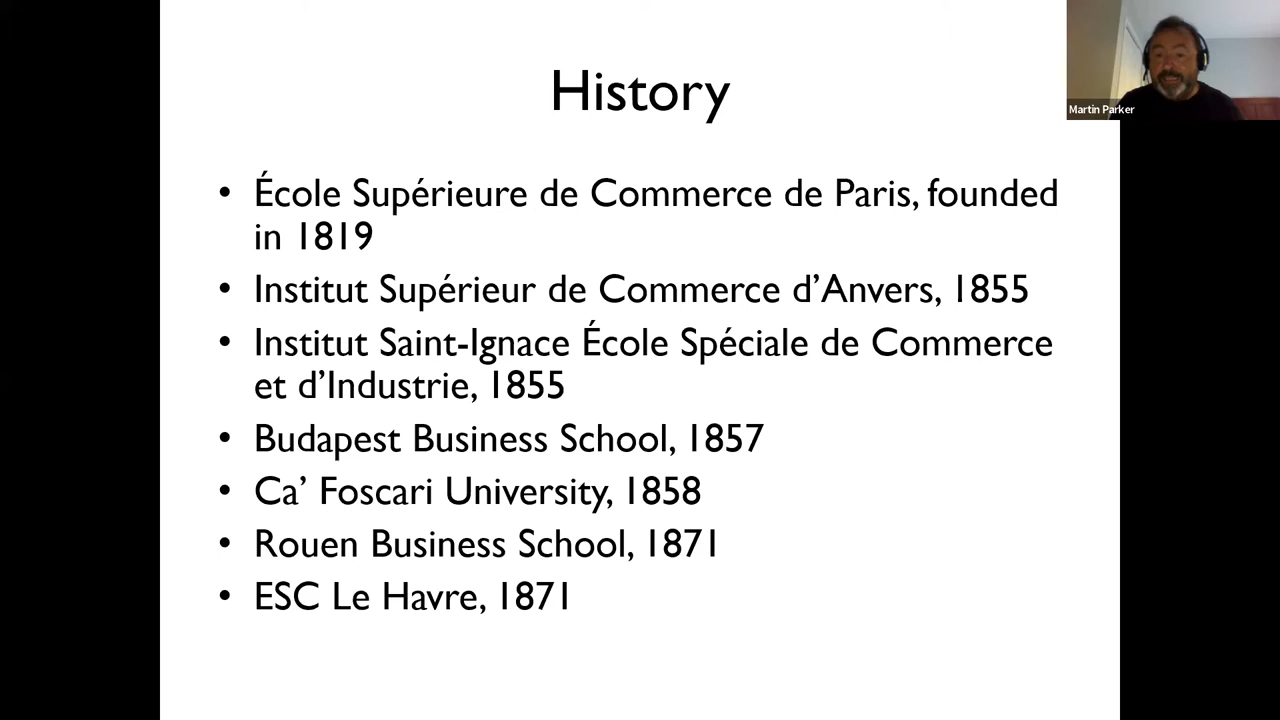 History
Martin Parker
• École Supérieure de Commerce de Paris, founded
in 1819
• Institut Supérieur de Commerce d’Anvers, 1855
• Institut Saint-Ignace École Spéciale de Commerce
et d’Industrie, 1855
• Budapest Business School, 1857
• Ca’ Foscari University, 1858
• Rouen Business School, 1871
• ESC Le Havre, 1871